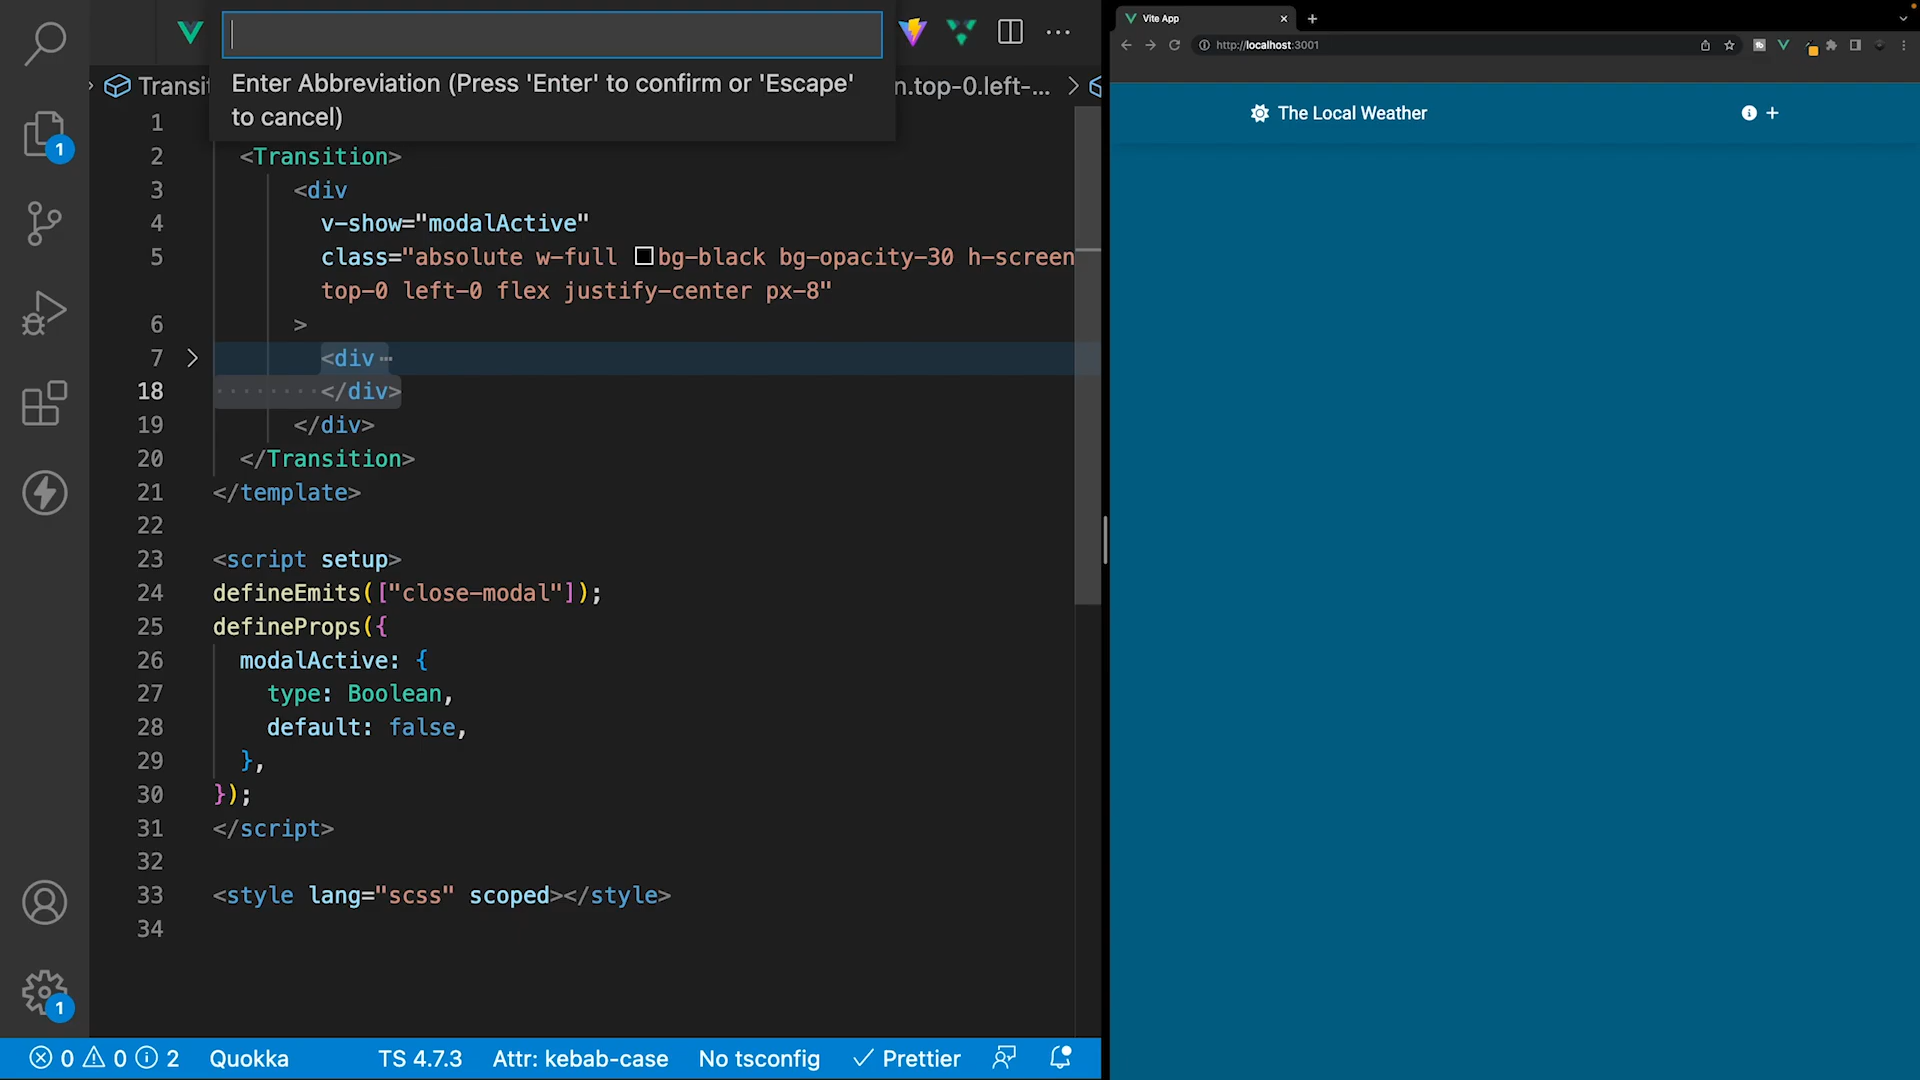 Enter Abbreviation (Press 'Enter' to confirm or 'Escape'
to cancel)
Transit
n.top-0.left-...
1
2 <Transition>
3 <div
4 v-show="modalActive"
5 class="absolute w-full bg-black bg-opacity-30 h-screen
top-0 left-0 flex justify-center px-8"
6 >
7 <div ⋯
18 ········</div>
19 </div>
20 </Transition>
21 </template>
22
23 <script setup>
24 defineEmits(["close-modal"]);
25 defineProps({
26 modalActive: {
27 type: Boolean,
28 default: false,
29 },
30 });
31 </script>
32
33 <style lang="scss" scoped></style>
34
1
1
0 0 2 Quokka TS 4.7.3 Attr: kebab-case No tsconfig Prettier
Vite App
http://localhost:3001
The Local Weather